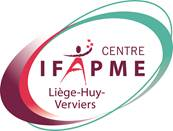 CENTRE
IFAPME
Liège-Huy-
Verviers